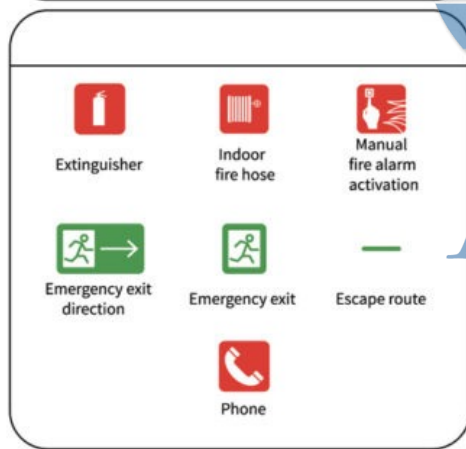 Extinguisher
Indoor
fire hose
Manual
fire alarm
activation
Emergency exit
direction
Emergency exit
Escape route
Phone